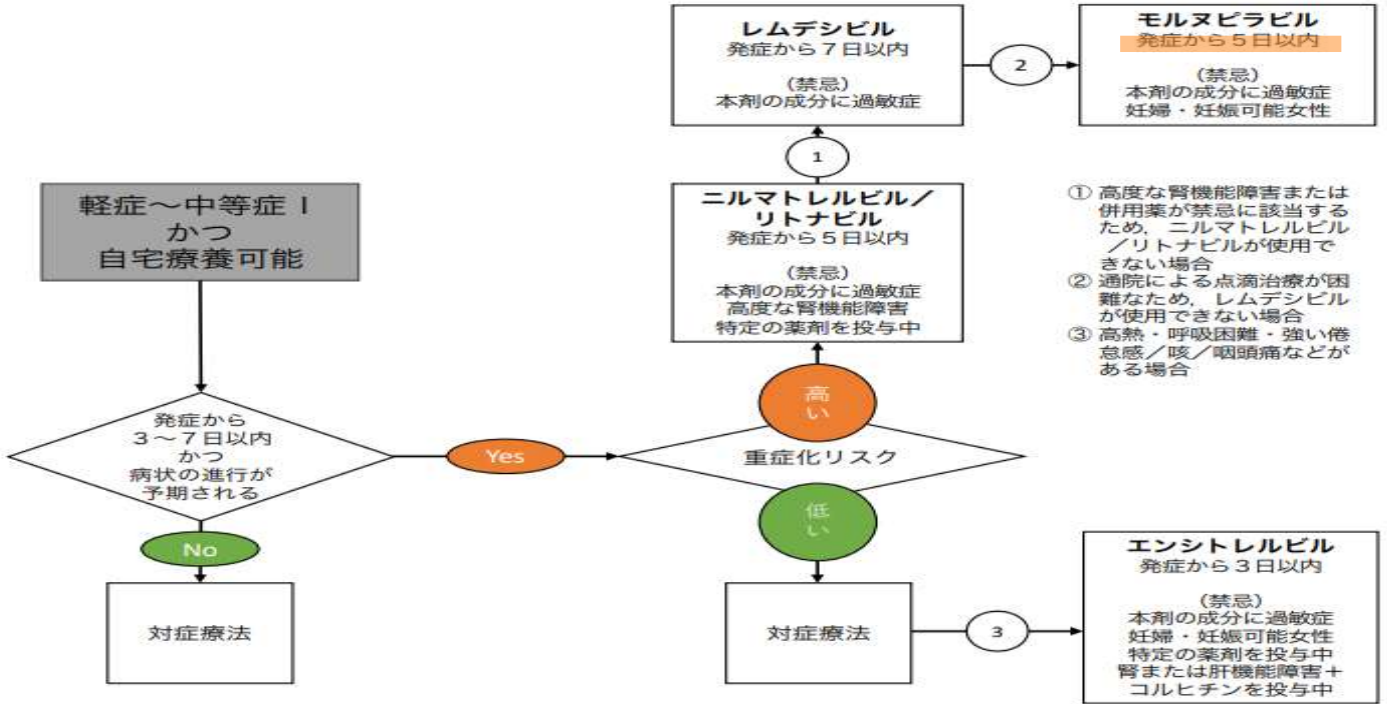 レムデシビル
発症から７日以内
(禁忌)
本剤の成分に過敏症
2
モルヌピラビル
発症から５日以内
(禁忌)
本剤の成分に過敏症
妊婦・妊娠可能女性
1
軽症～中等症Ⅰ
かつ
自宅療養可能
ニルマトレルビル／
リトナビル
発症から５日以内
(禁忌)
本剤の成分に過敏症
高度な腎機能障害
特定の薬剤を投与中
① 高度な腎機能障害または
併用薬が禁忌に該当する
ため，ニルマトレルビル
／リトナビルが使用で
きない場合
② 通院による点滴治療が困
難なため，レムデシビル
が使用できない場合
③ 高熱・呼吸困難・強い倦
怠感／咳／咽頭痛などが
ある場合
発症から
３～７日以内
かつ
病状の進行が
予期される
Yes
高
い
重症化リスク
低
い
No
対症療法
対症療法
3
エンシトレルビル
発症から３日以内
(禁忌)
本剤の成分に過敏症
妊婦・妊娠可能女性
特定の薬剤を投与中
腎または肝機能障害＋
コルヒチンを投与中